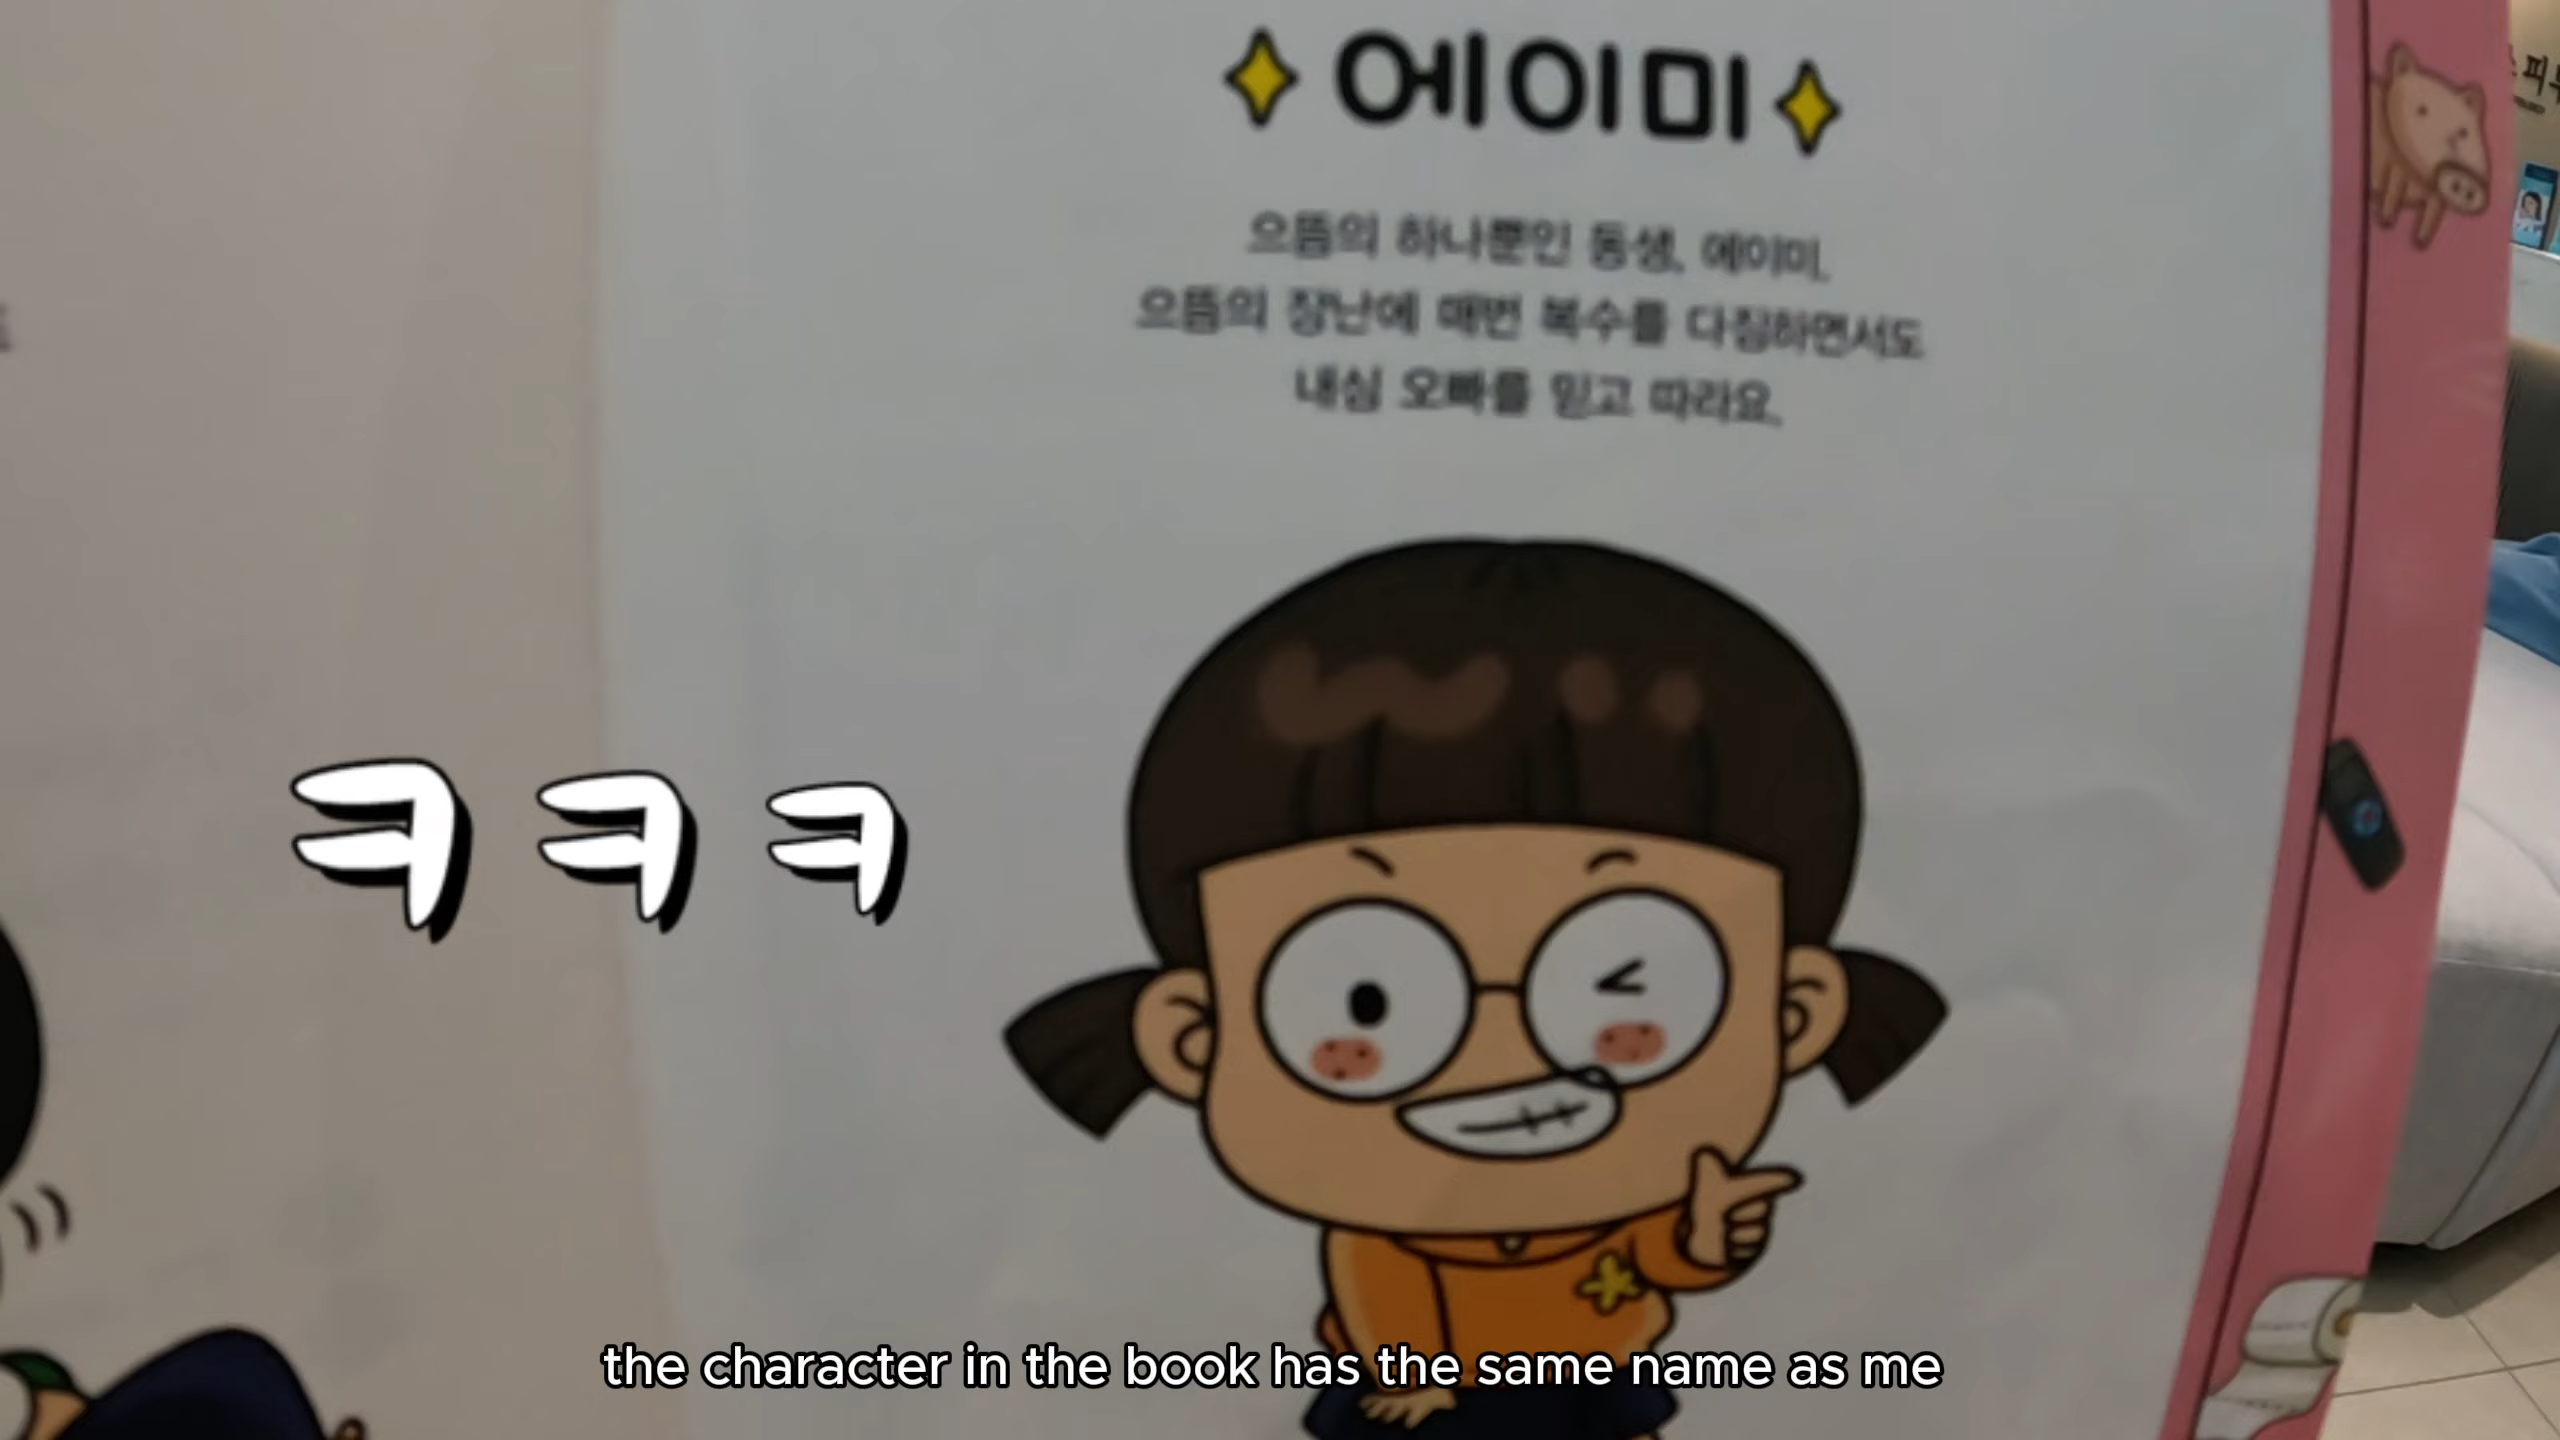 에이미
으뜸의 하나뿐인 동생, 에이미.
으뜸의 장난에 매번 복수를 다짐하면서도
내심 오빠를 믿고 따라요.
ㅋㅋㅋ
the character in the book has the same name as me